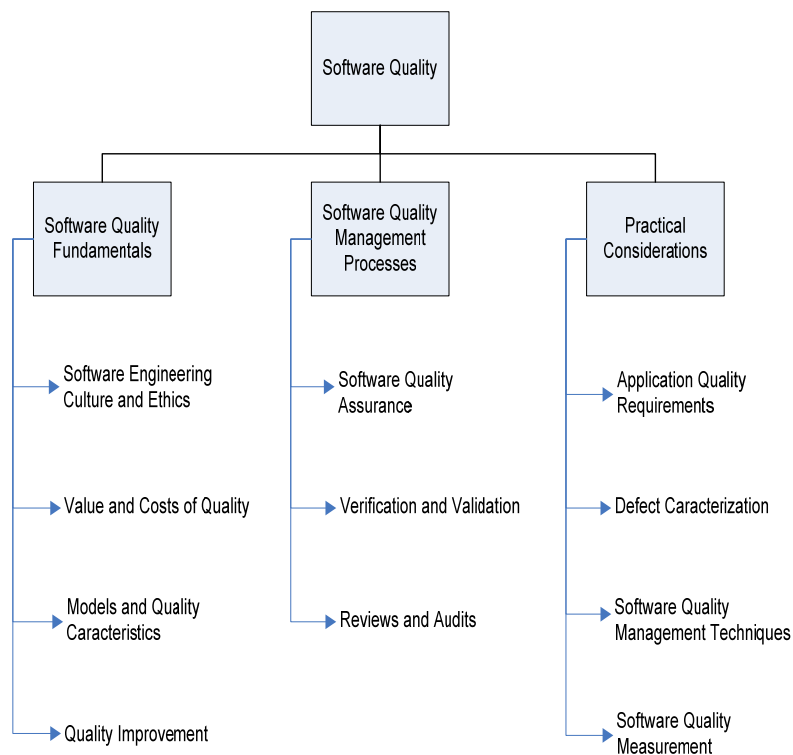 Software Quality
Software Quality
Fundamentals
Software Quality
Management
Processes
Practical
Considerations
Software Engineering
Culture and Ethics
Value and Costs of Quality
Models and Quality
Caracteristics
Quality Improvement
Software Quality
Assurance
Verification and Validation
Reviews and Audits
Application Quality
Requirements
Defect Caracterization
Software Quality
Management Techniques
Software Quality
Measurement